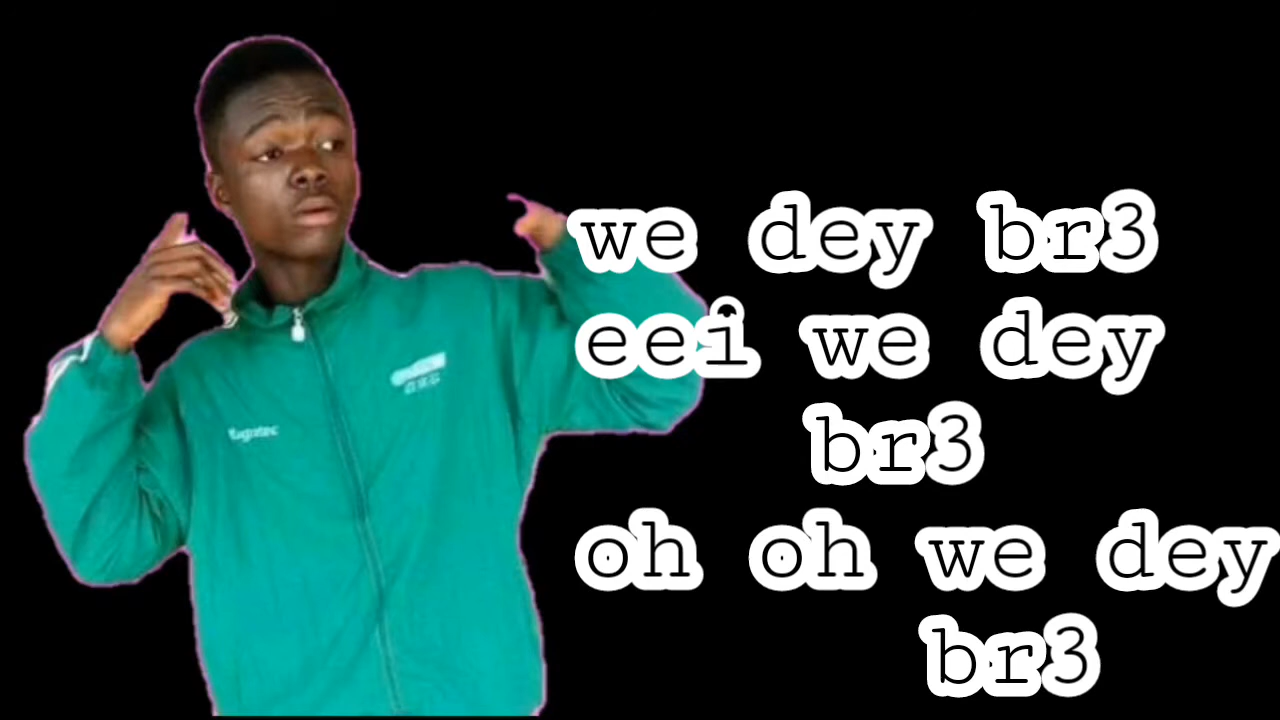 we dey br3
eei we dey
br3
oh oh we dey
br3